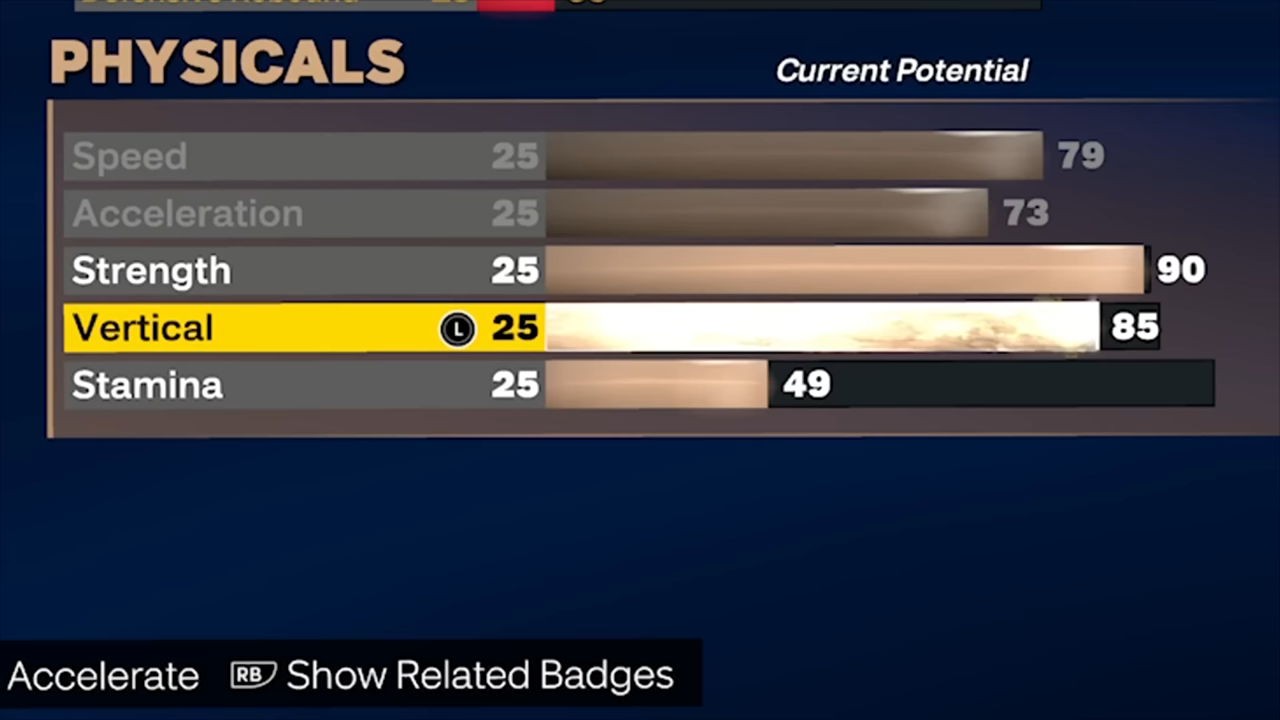 PHYSICALS
Current Potential
Speed 25 79
Acceleration 25 73
Strength 25 90
Vertical L 25 85
Stamina 25 49
Accelerate RB Show Related Badges